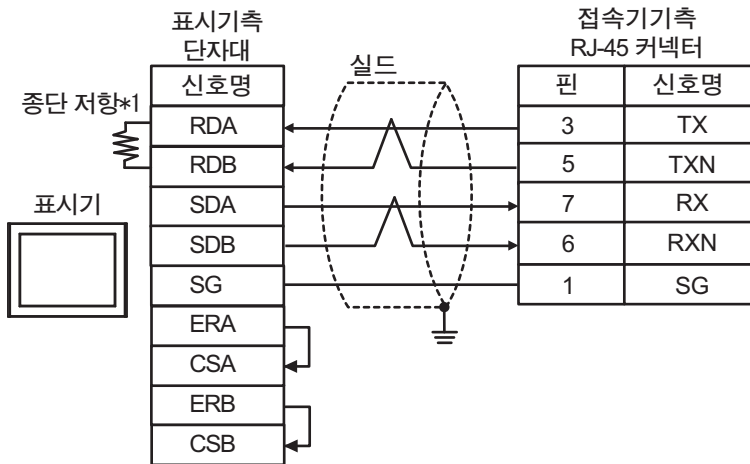 표시기측
단자대
접속기기측
RJ-45 커넥터
실드
종단 저항*1
표시기
신호명
RDA
RDB
SDA
SDB
SG
ERA
CSA
ERB
CSB
핀 신호명
3 TX
5 TXN
7 RX
6 RXN
1 SG